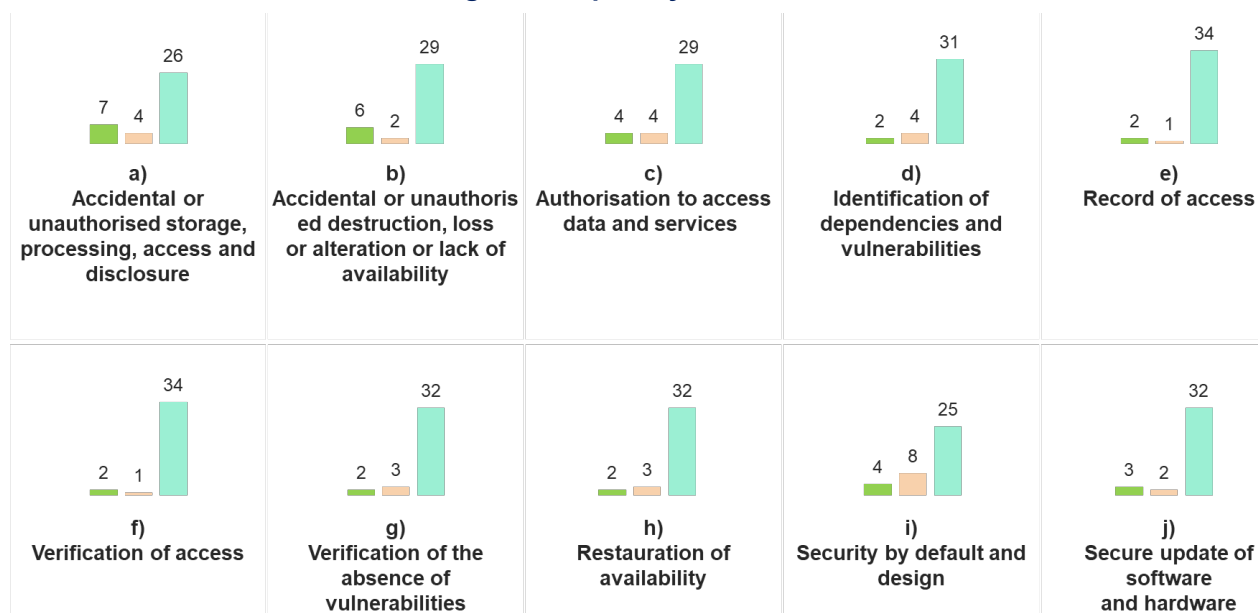 7 4 26
6 2 29
4 4 29
2 4 31
2 1 34
a)
Accidental or
unauthorised storage,
processing, access and
disclosure
b)
Accidental or unauthoris
ed destruction, loss
or alteration or lack of
availability
c)
Authorisation to access
data and services
d)
Identification of
dependencies and
vulnerabilities
e)
Record of access
2 1 34
2 3 32
2 3 32
4 8 25
3 2 32
f)
Verification of access
g)
Verification of the
absence of
vulnerabilities
h)
Restauration of
availability
i)
Security by default and
design
j)
Secure update of
software
and hardware